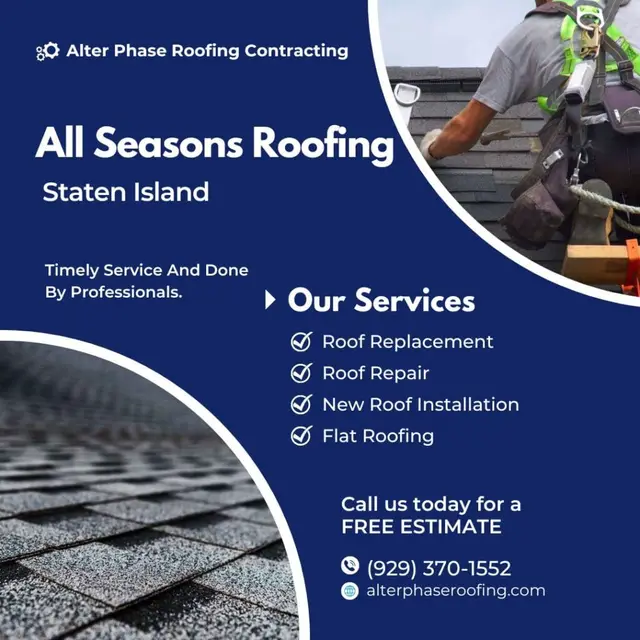 Alter Phase Roofing Contracting
All Seasons Roofing
Staten Island
Timely Service And Done
By Professionals.
Our Services
Roof Replacement
Roof Repair
New Roof Installation
Flat Roofing
Call us today for a
FREE ESTIMATE
(929) 370-1552
alterphaseroofing.com